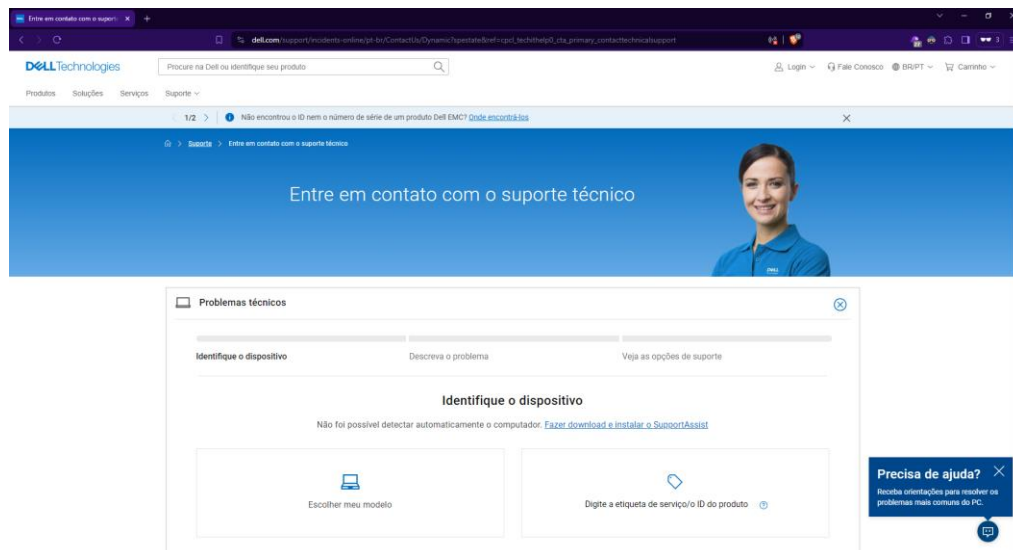 Entre em contato com o suport
dell.com/support/incidents-online/pt-br/ContactUs/Dynamic?spestate&ref=cpcl_techithelp0_cta_primary_contacttechnicalsupport
3
DELLTechnologies
Procure na Dell ou identifique seu produto
Login
Fale Conosco
BR/PT
Carrinho
Produtos
Soluções
Serviços
Suporte
1/2
Não encontrou o ID nem o número de série de um produto Dell EMC? Onde encontrá-los
Suporte > Entre em contato com o suporte técnico
Entre em contato com o suporte técnico
DELL
Problemas técnicos
Identifique o dispositivo
Descreva o problema
Veja as opções de suporte
Identifique o dispositivo
Não foi possível detectar automaticamente o computador. Fazer download e instalar o SupportAssist
Escolher meu modelo
Digite a etiqueta de serviço/o ID do produto
Precisa de ajuda?
Receba orientações para resolver os
problemas mais comuns do PC.